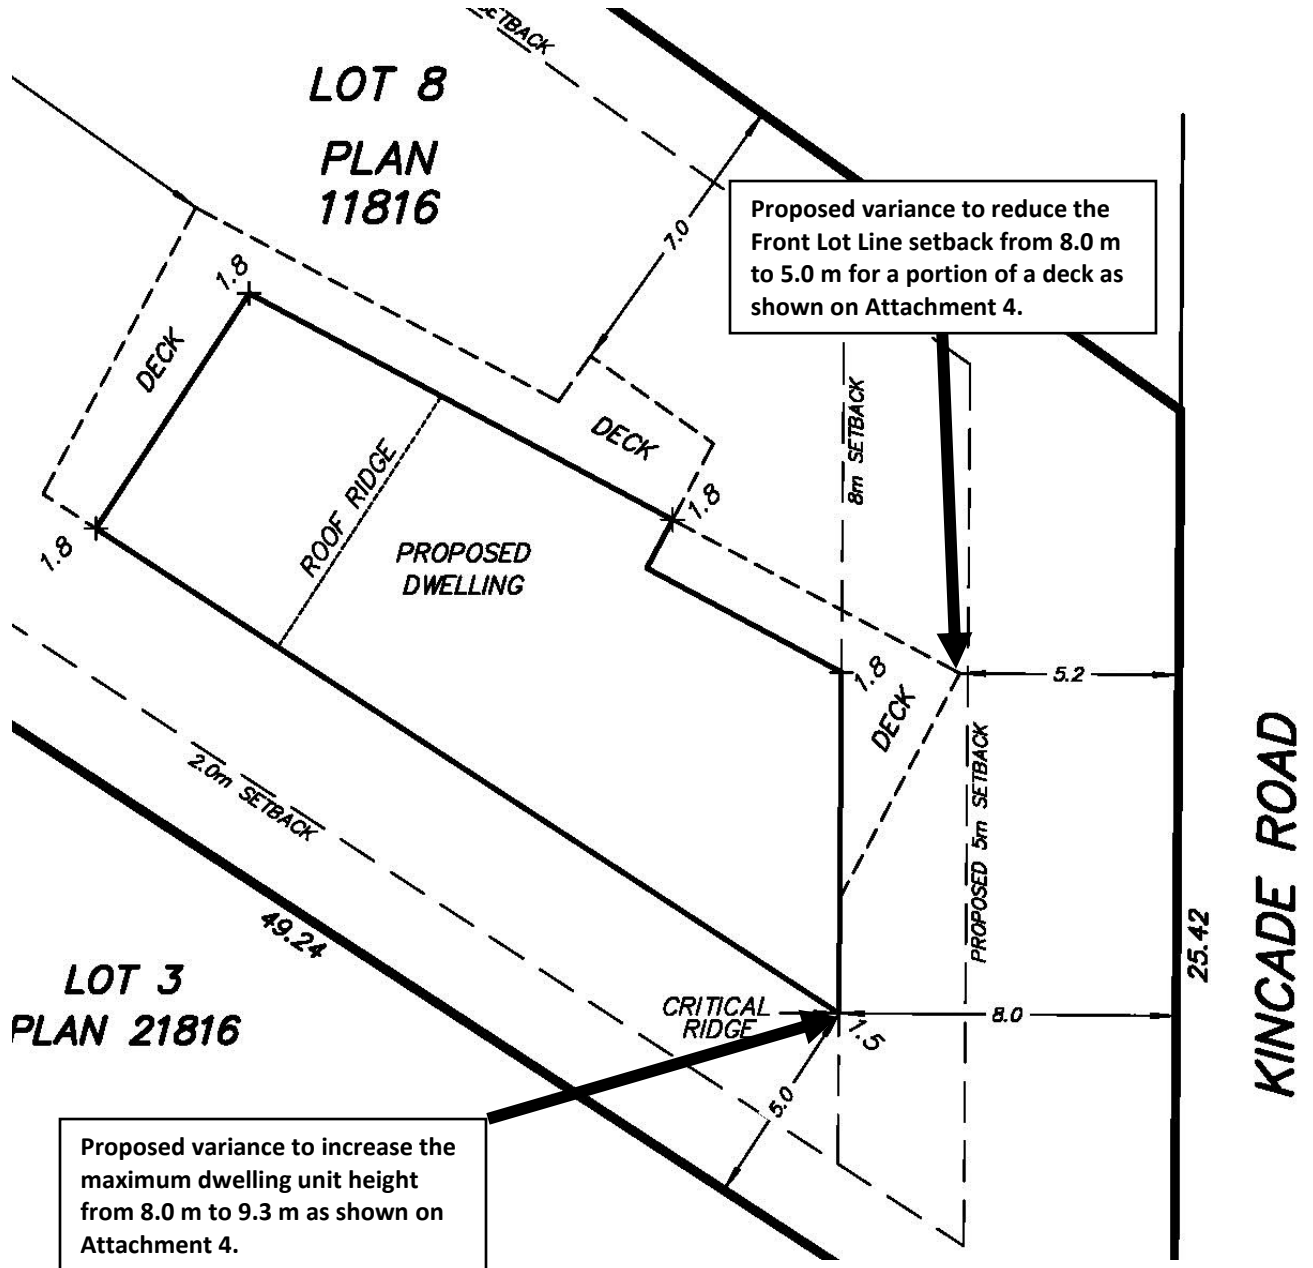 SETBACK
LOT 8
PLAN
11816
7.0
Proposed variance to reduce the
Front Lot Line setback from 8.0 m
to 5.0 m for a portion of a deck as
shown on Attachment 4.
1.8
DECK
DECK
8m SETBACK
ROOF RIDGE
1.8
1.8
PROPOSED
DWELLING
1.8
5.2
DECK
PROPOSED 5m SETBACK
2.0m SETBACK
KINCADE ROAD
49.24
25.42
LOT 3
PLAN 21816
CRITICAL
RIDGE
1.5
8.0
5.0
Proposed variance to increase the
maximum dwelling unit height
from 8.0 m to 9.3 m as shown on
Attachment 4.